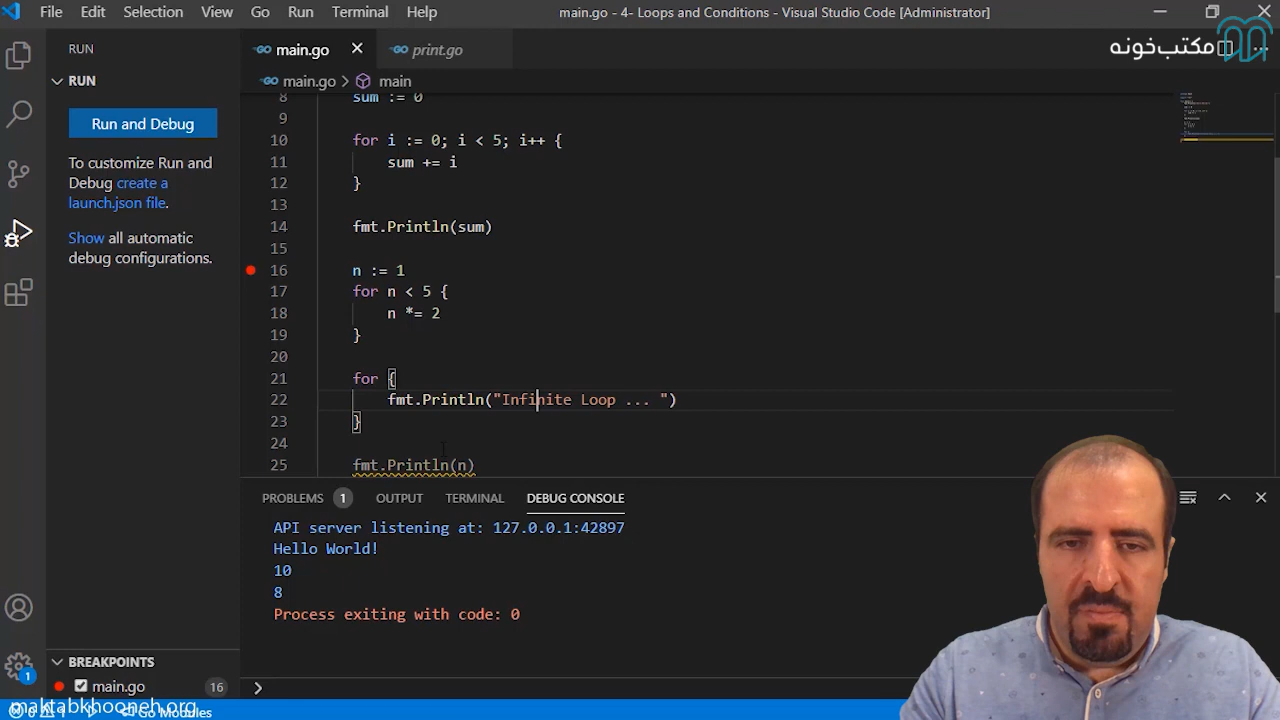 File Edit Selection View Go Run Terminal Help main.go - 4- Loops and Conditions - Visual Studio Code [Administrator]
مکتب‌خونه
RUN
RUN
Run and Debug
To customize Run and
Debug create a
launch.json file.
Show all automatic
debug configurations.
BREAKPOINTS
main.go 16
main.go print.go
main.go > main
8 sum := 0
9
10 for i := 0; i < 5; i++ {
11 sum += i
12 }
13
14 fmt.Println(sum)
15
16 n := 1
17 for n < 5 {
18 n *= 2
19 }
20
21 for {
22 fmt.Println("Infinite Loop ... ")
23 }
24
25 fmt.Println(n)
PROBLEMS 1 OUTPUT TERMINAL DEBUG CONSOLE
API server listening at: 127.0.0.1:42897
Hello World!
10
8
Process exiting with code: 0
>
1
maktabkhooneh.org
Go Modules